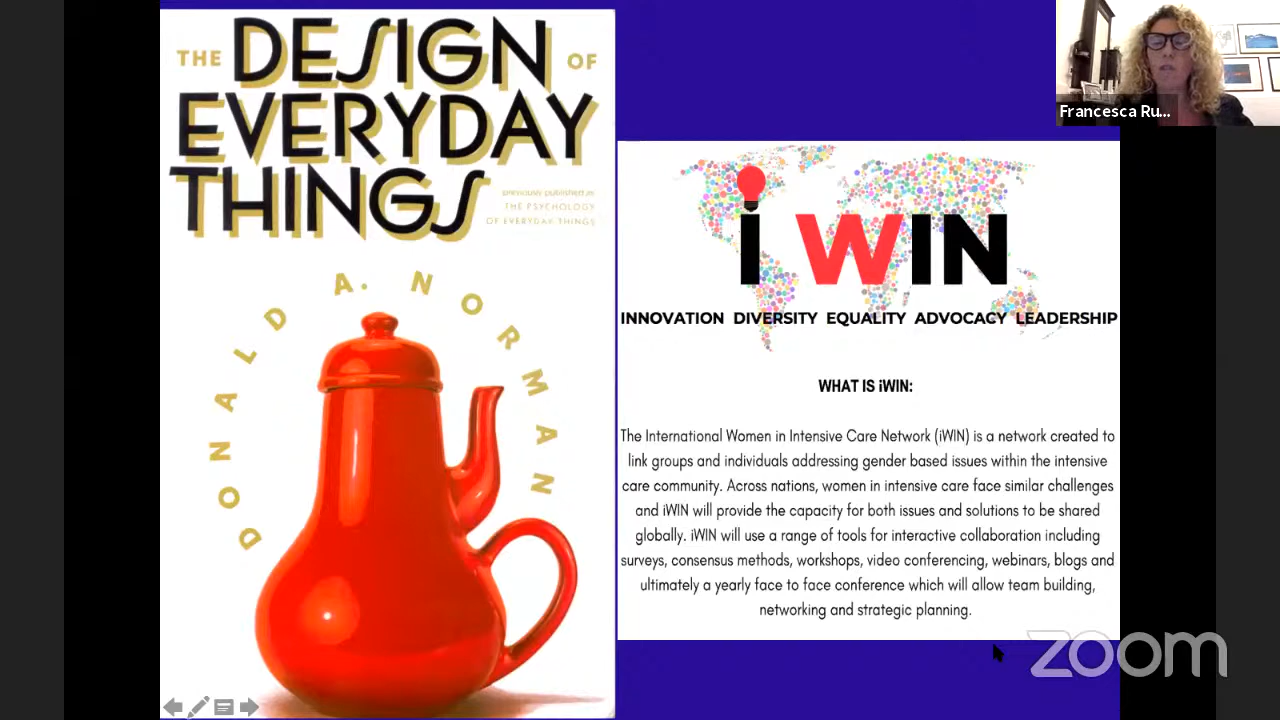 THE DESIGN OF
EVERYDAY
THINGS
previously published as
THE PSYCHOLOGY
OF EVERYDAY THINGS
DONALD A. NORMAN
Francesca Ru...
i WIN
INNOVATION DIVERSITY EQUALITY ADVOCACY LEADERSHIP
WHAT IS iWIN:
The International Women in Intensive Care Network (iWIN) is a network created to
link groups and individuals addressing gender based issues within the intensive
care community. Across nations, women in intensive care face similar challenges
and iWIN will provide the capacity for both issues and solutions to be shared
globally. iWIN will use a range of tools for interactive collaboration including
surveys, consensus methods, workshops, video conferencing, webinars, blogs and
ultimately a yearly face to face conference which will allow team building,
networking and strategic planning.
zoom